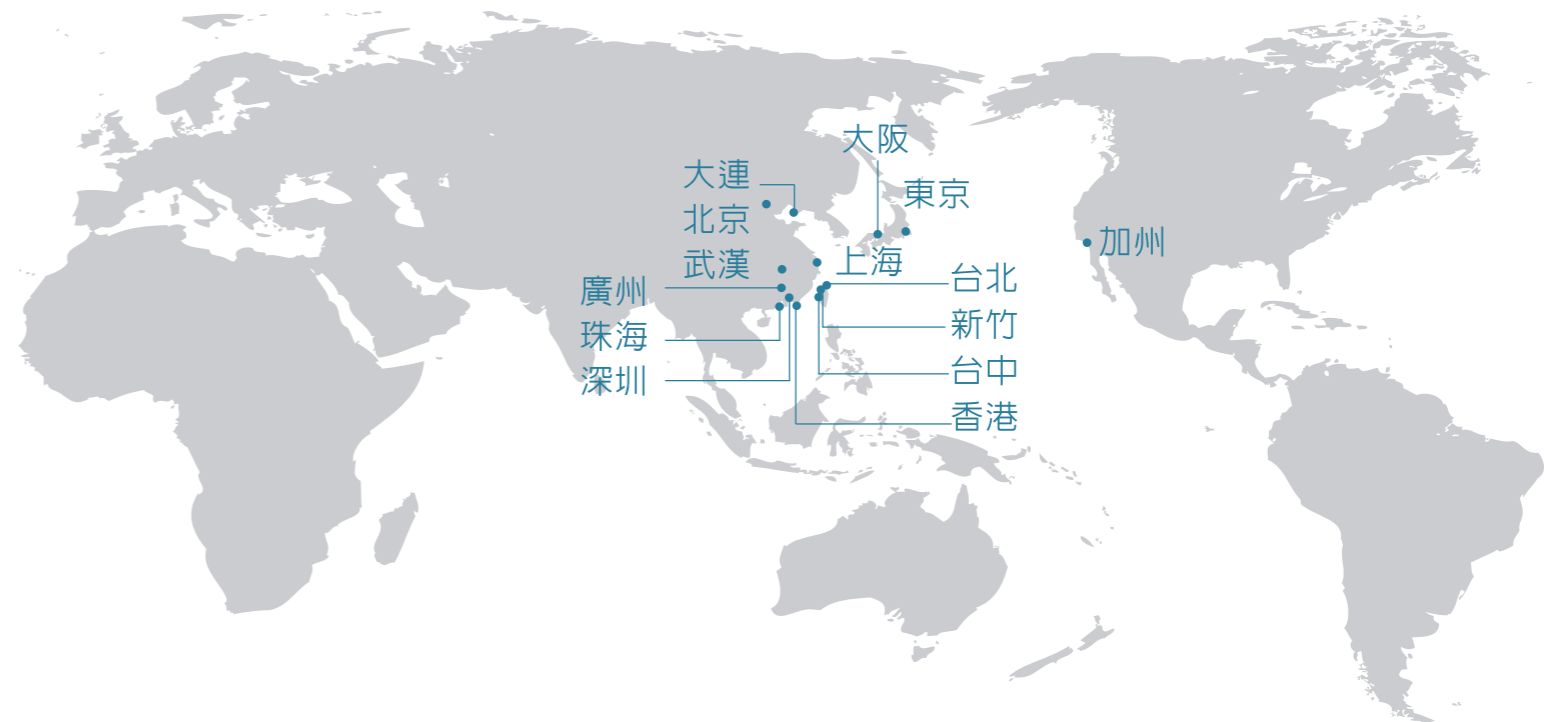 大阪
大連
東京
北京
武漢
上海
加州
廣州
珠海
深圳
台北
新竹
台中
香港